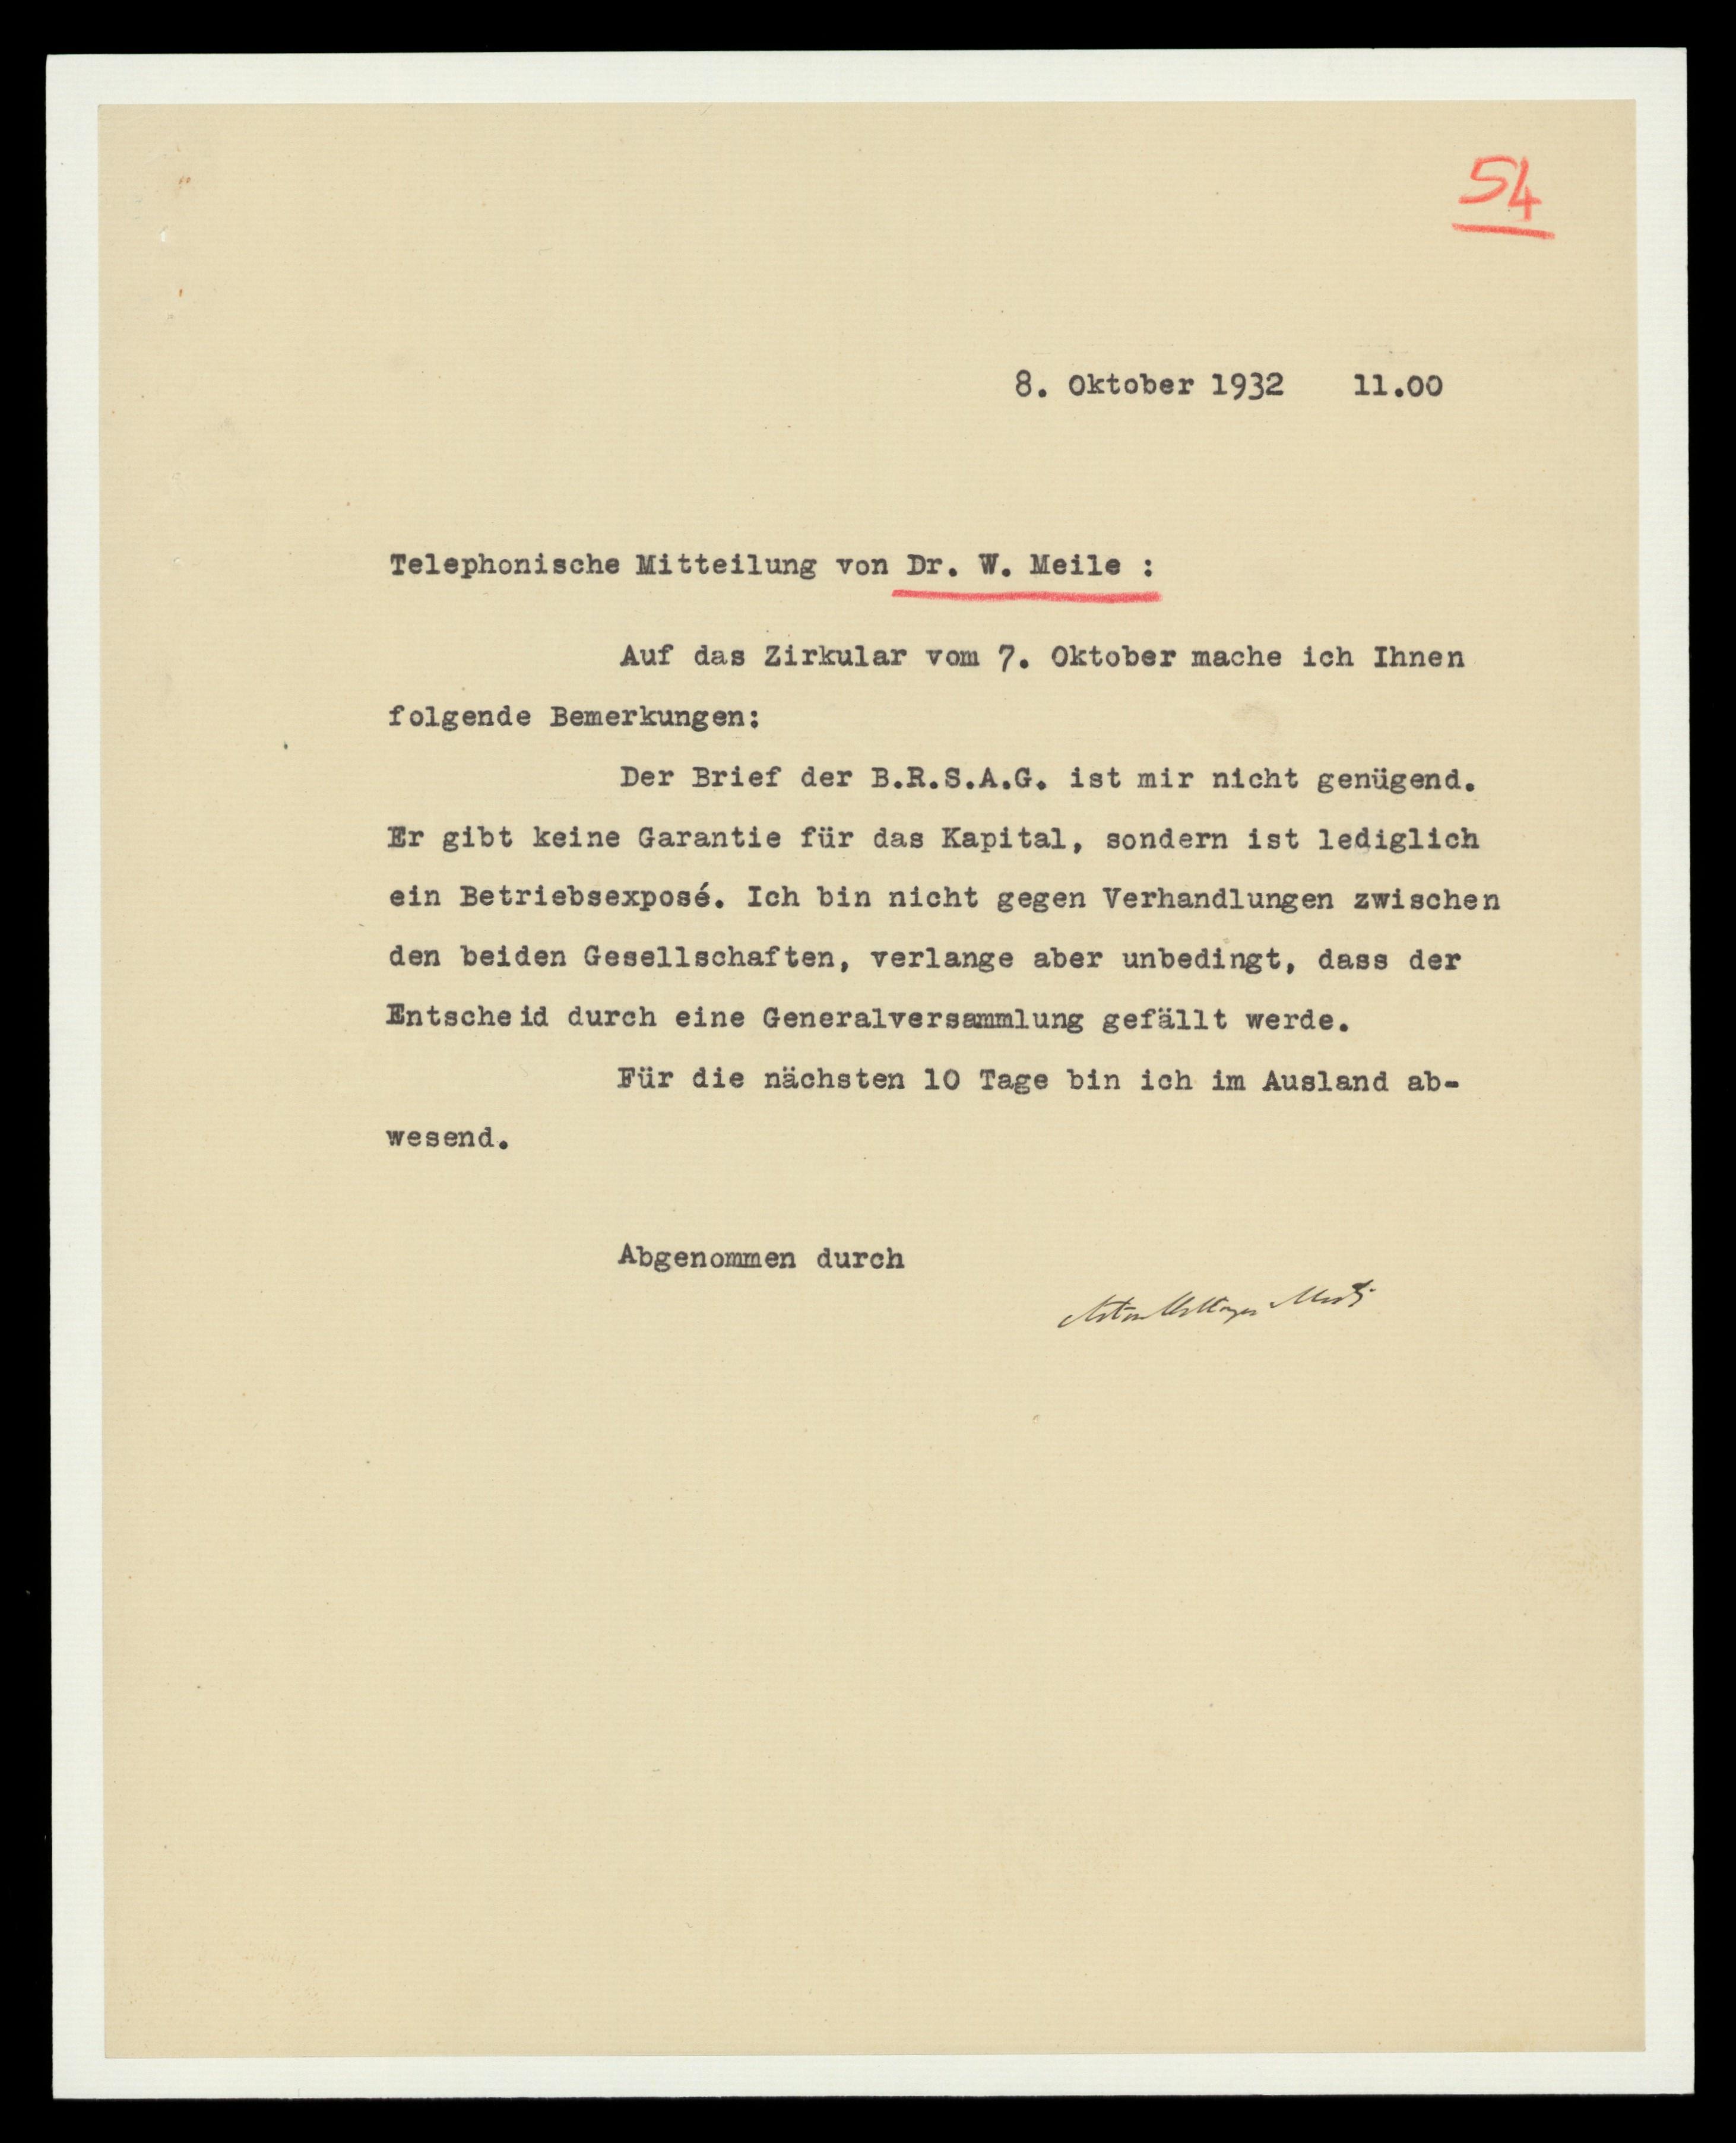 54
8. Oktober 1932 11.00
Telephonische Mitteilung von Dr. W. Meile :
Auf das Zirkular vom 7. Oktober mache ich Ihnen
folgende Bemerkungen:
Der Brief der B.R.S.A.G. ist mir nicht genügend.
Er gibt keine Garantie für das Kapital, sondern ist lediglich
ein Betriebsexposé. Ich bin nicht gegen Verhandlungen zwischen
den beiden Gesellschaften, verlange aber unbedingt, dass der
Entscheid durch eine Generalversammlung gefällt werde.
Für die nächsten 10 Tage bin ich im Ausland ab-
wesend.
Abgenommen durch